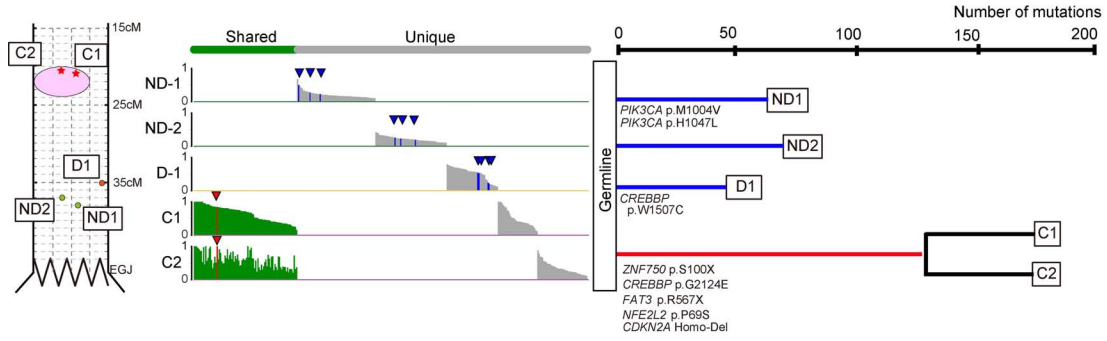 15cM
C2
C1
25cM
D1
35cM
ND2
ND1
EGJ
Shared
Unique
ND-1
1
0
ND-2
1
0
D-1
1
0
C1
1
0
C2
1
0
Germline
Number of mutations
0 50 100 150 200
ND1
PIK3CA p.M1004V
PIK3CA p.H1047L
ND2
D1
CREBBP
p.W1507C
C1
C2
ZNF750 p.S100X
CREBBP p.G2124E
FAT3 p.R567X
NFE2L2 p.P69S
CDKN2A Homo-Del